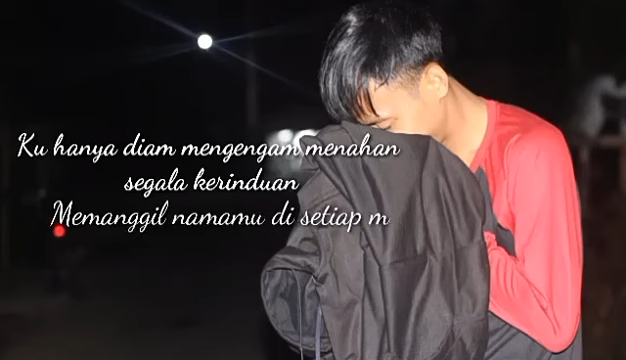 Ku hanya diam mengengam menahan
segala kerinduan
Memanggil namamu di setiap m